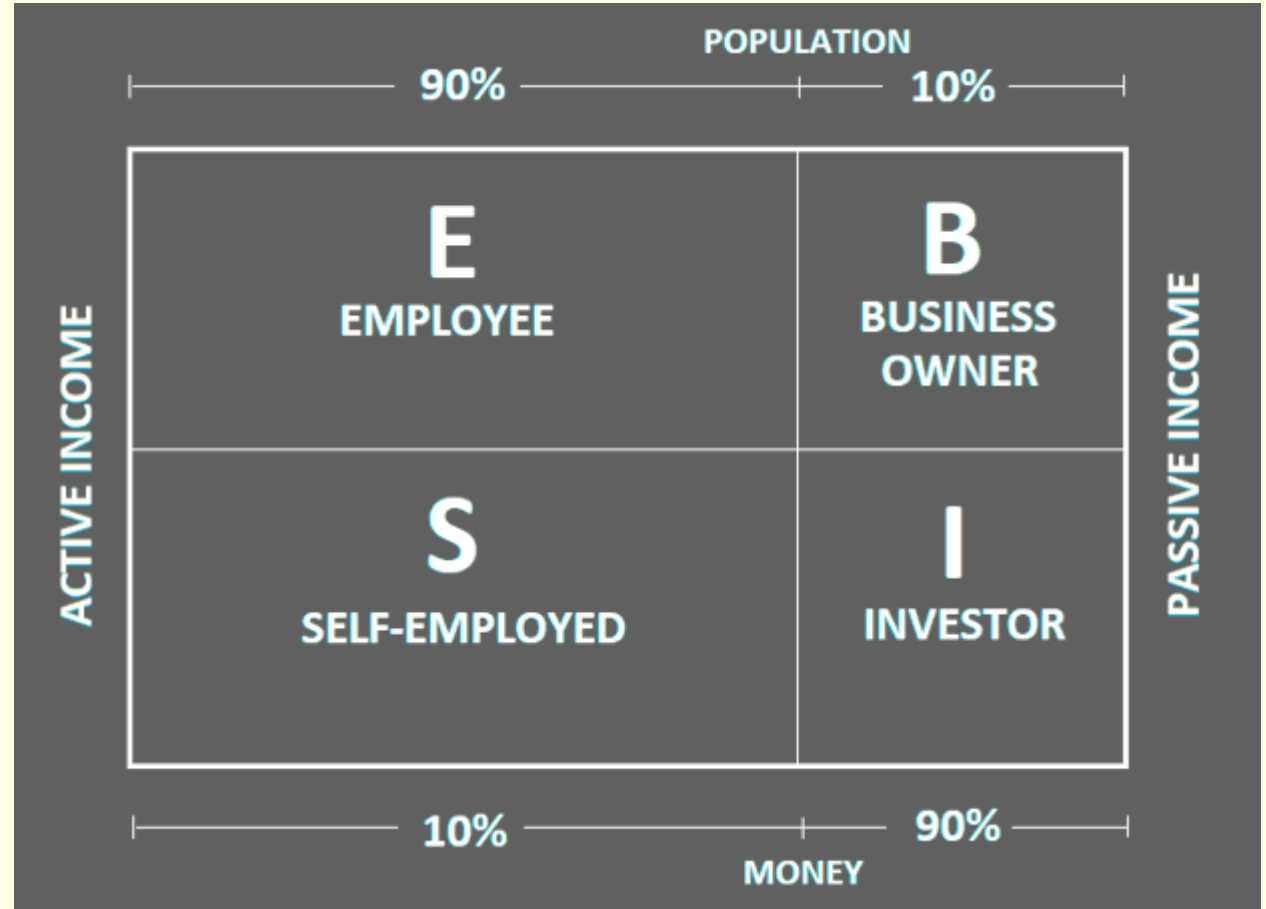 POPULATION
90%
10%
E
EMPLOYEE
B
BUSINESS
OWNER
ACTIVE INCOME
PASSIVE INCOME
S
SELF-EMPLOYED
I
INVESTOR
10%
90%
MONEY